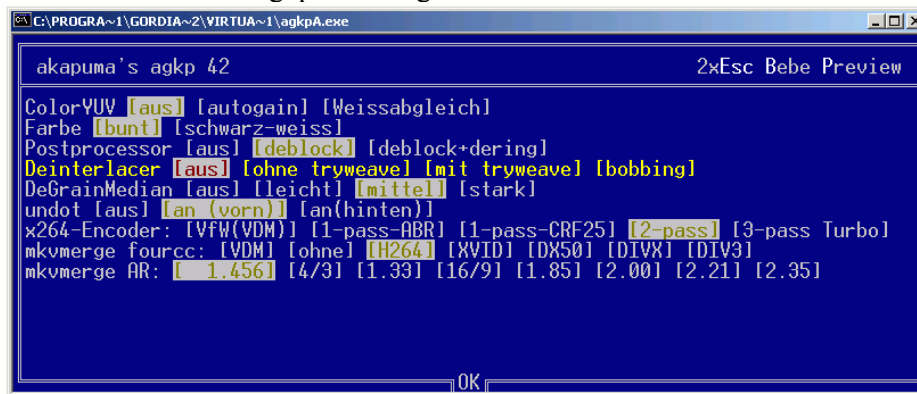 C:\PROGRA~1\GORDIA~2\VIRTUA~1\agkpA.exe
akapuma's agkp 42 2xEsc Bebe Preview
ColorYUV [aus] [autogain] [Weissabgleich]
Farbe [bunt] [schwarz-weiss]
Postprocessor [aus] [deblock] [deblock+dering]
Deinterlacer [aus] [ohne tryweave] [mit tryweave] [bobbing]
DeGrainMedian [aus] [leicht] [mittel] [stark]
undot [aus] [an (vorn)] [an(hinten)]
x264-Encoder: [VfW(VDM)] [1-pass-ABR] [1-pass-CRF25] [2-pass] [3-pass Turbo]
mkvmerge fourcc: [VDM] [ohne] [H264] [XVID] [DX50] [DIVX] [DIV3]
mkvmerge AR: [ 1.456] [4/3] [1.33] [16/9] [1.85] [2.00] [2.21] [2.35]
OK